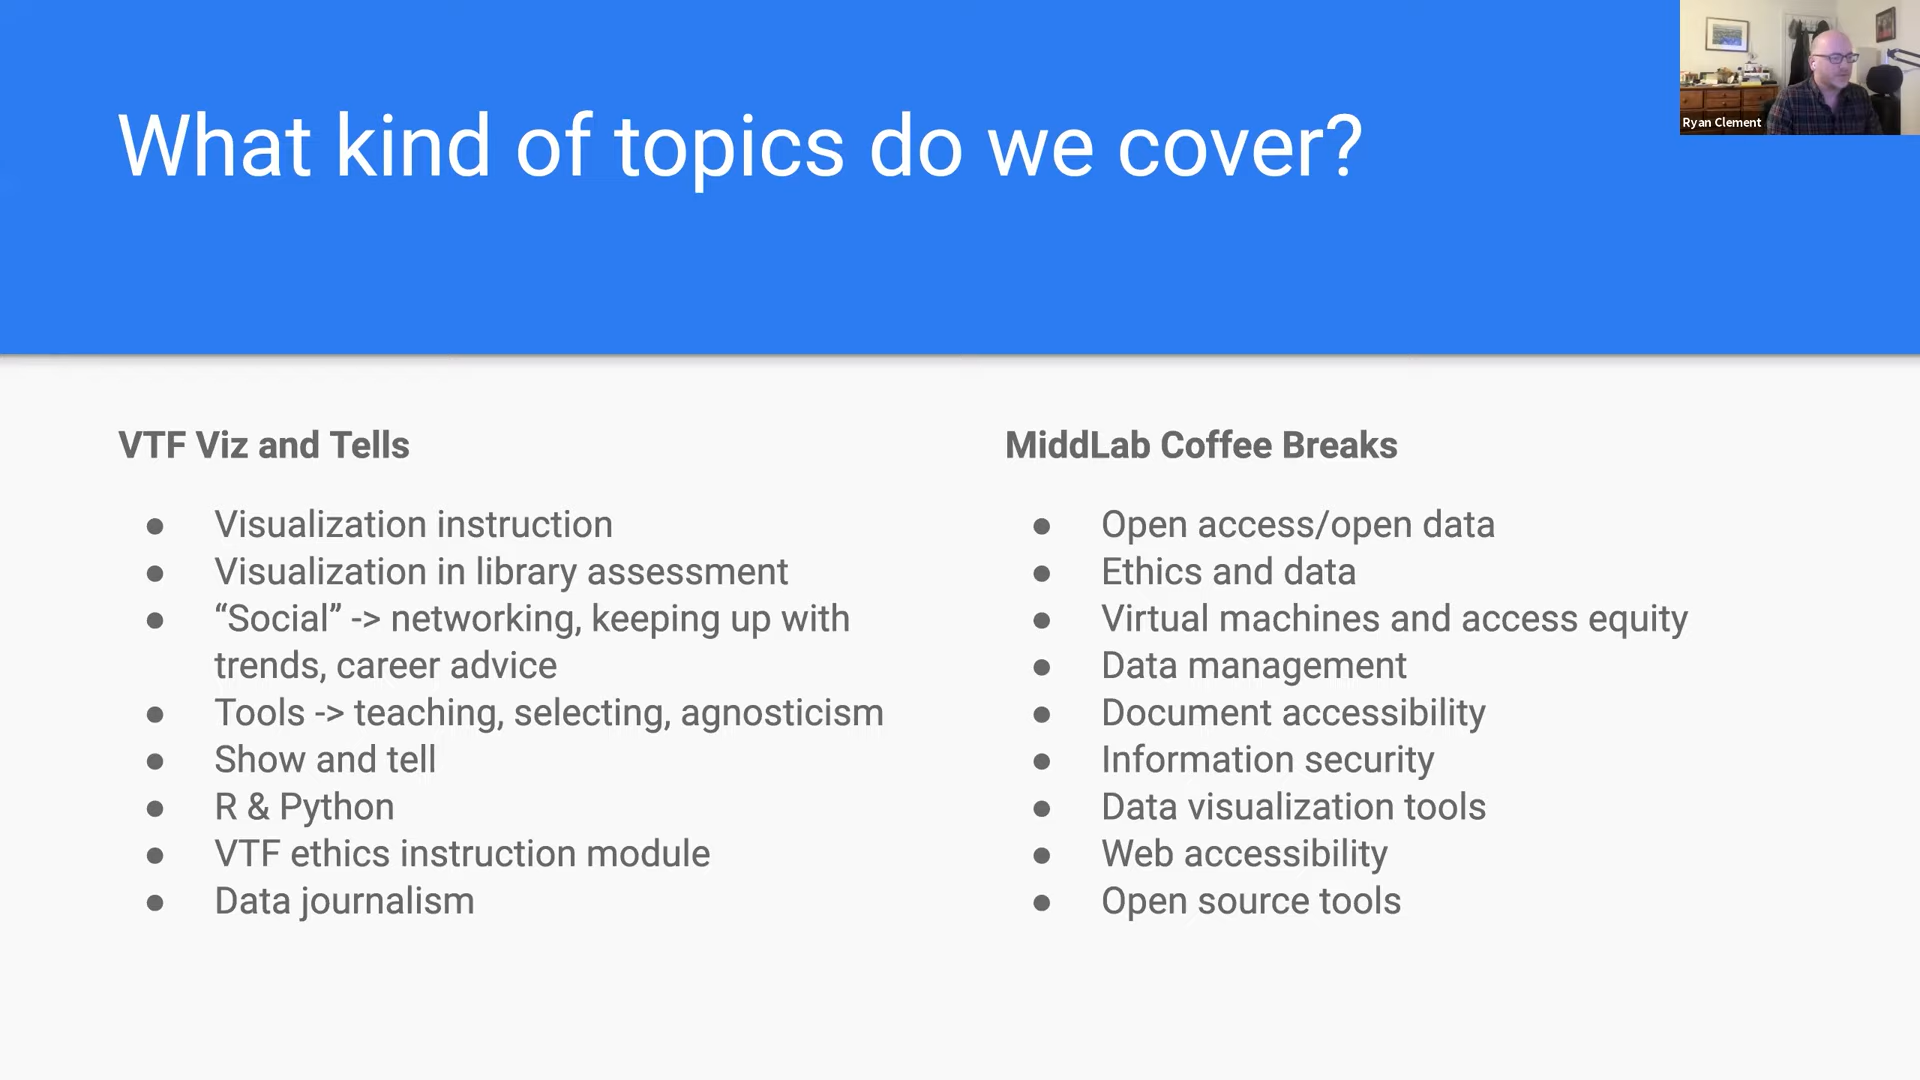 What kind of topics do we cover?
Ryan Clement
VTF Viz and Tells
● Visualization instruction
● Visualization in library assessment
● “Social” -> networking, keeping up with
trends, career advice
● Tools -> teaching, selecting, agnosticism
● Show and tell
● R & Python
● VTF ethics instruction module
● Data journalism
MiddLab Coffee Breaks
● Open access/open data
● Ethics and data
● Virtual machines and access equity
● Data management
● Document accessibility
● Information security
● Data visualization tools
● Web accessibility
● Open source tools